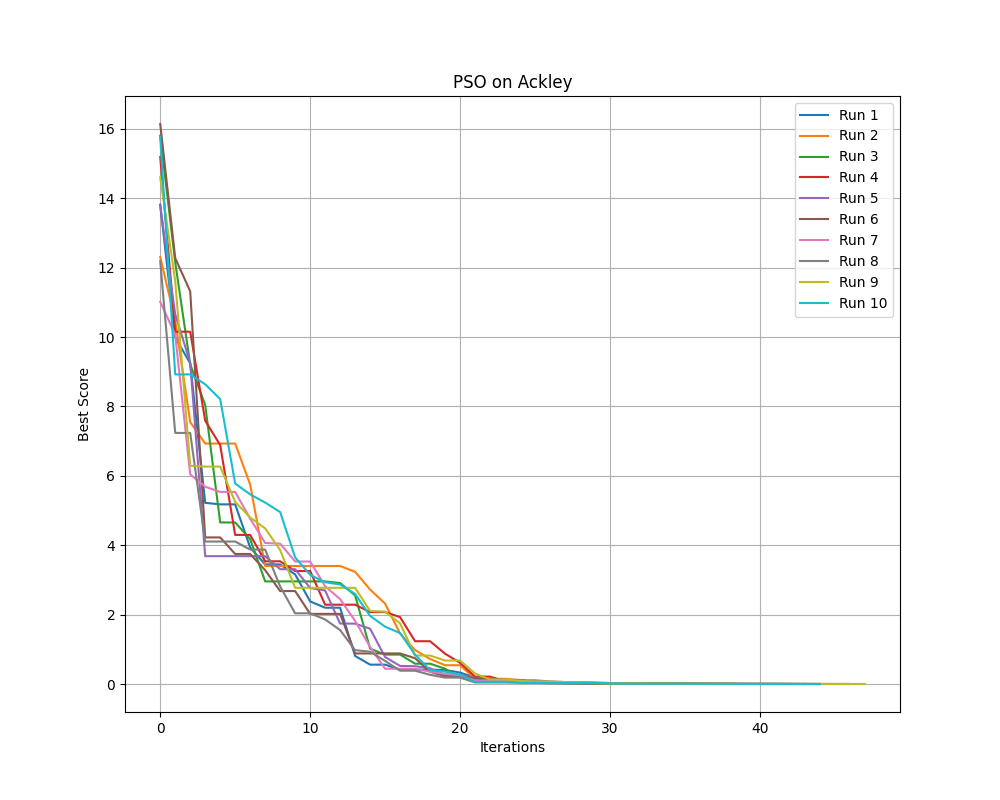 PSO on Ackley
Best Score
16
14
12
10
8
6
4
2
0
0 10 20 30 40
Iterations
Run 1
Run 2
Run 3
Run 4
Run 5
Run 6
Run 7
Run 8
Run 9
Run 10